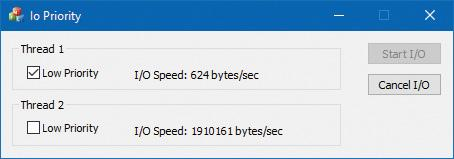 Io Priority
Thread 1
Low Priority
I/O Speed: 624 bytes/sec
Start I/O
Cancel I/O
Thread 2
Low Priority
I/O Speed: 1910161 bytes/sec